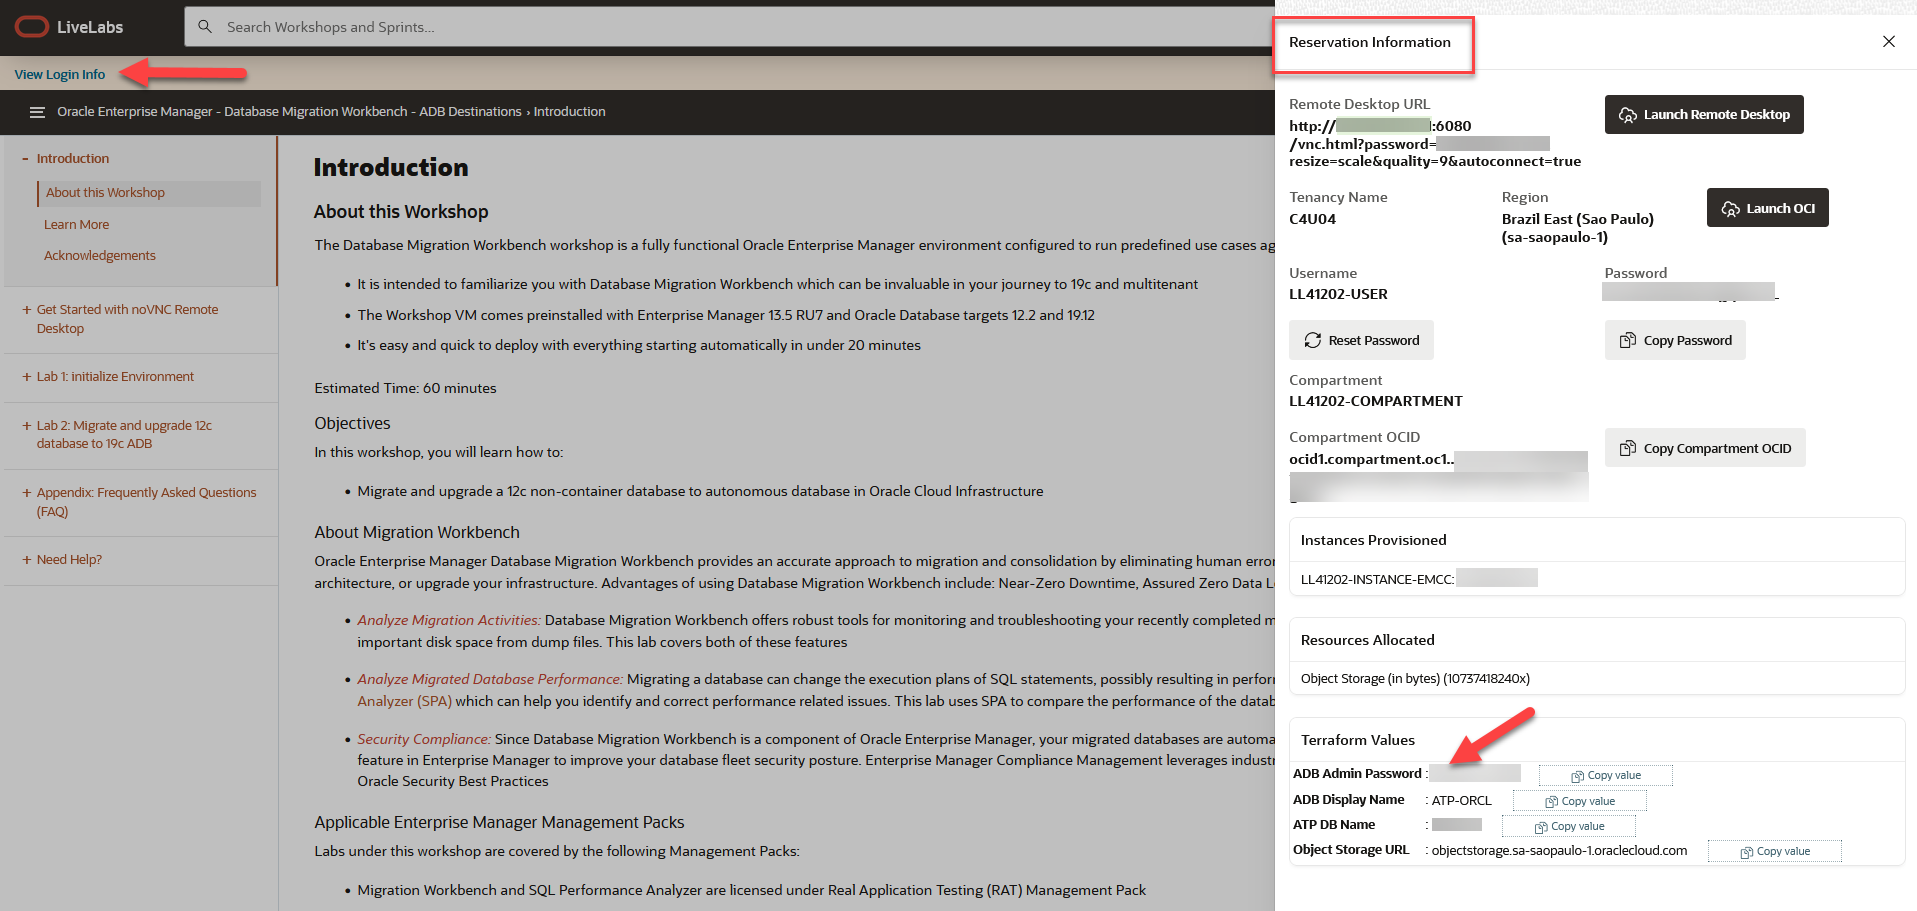 LiveLabs
Search Workshops and Sprints...
View Login Info
Oracle Enterprise Manager - Database Migration Workbench - ADB Destinations › Introduction
- Introduction
About this Workshop
Learn More
Acknowledgements
+ Get Started with noVNC Remote
Desktop
+ Lab 1: initialize Environment
+ Lab 2: Migrate and upgrade 12c
database to 19c ADB
+ Appendix: Frequently Asked Questions
(FAQ)
+ Need Help?
Introduction
About this Workshop
The Database Migration Workbench workshop is a fully functional Oracle Enterprise Manager environment configured to run predefined use cases ag
• It is intended to familiarize you with Database Migration Workbench which can be invaluable in your journey to 19c and multitenant
• The Workshop VM comes preinstalled with Enterprise Manager 13.5 RU7 and Oracle Database targets 12.2 and 19.12
• It's easy and quick to deploy with everything starting automatically in under 20 minutes
Estimated Time: 60 minutes
Objectives
In this workshop, you will learn how to:
• Migrate and upgrade a 12c non-container database to autonomous database in Oracle Cloud Infrastructure
About Migration Workbench
Oracle Enterprise Manager Database Migration Workbench provides an accurate approach to migration and consolidation by eliminating human error
architecture, or upgrade your infrastructure. Advantages of using Database Migration Workbench include: Near-Zero Downtime, Assured Zero Data L
• Analyze Migration Activities: Database Migration Workbench offers robust tools for monitoring and troubleshooting your recently completed m
important disk space from dump files. This lab covers both of these features
• Analyze Migrated Database Performance: Migrating a database can change the execution plans of SQL statements, possibly resulting in perfor
Analyzer (SPA) which can help you identify and correct performance related issues. This lab uses SPA to compare the performance of the datab
• Security Compliance: Since Database Migration Workbench is a component of Oracle Enterprise Manager, your migrated databases are automa
feature in Enterprise Manager to improve your database fleet security posture. Enterprise Manager Compliance Management leverages industr
Oracle Security Best Practices
Applicable Enterprise Manager Management Packs
Labs under this workshop are covered by the following Management Packs:
• Migration Workbench and SQL Performance Analyzer are licensed under Real Application Testing (RAT) Management Pack
Reservation Information
Remote Desktop URL
http:// :6080
/vnc.html?password=
resize=scale&quality=9&autoconnect=true
Launch Remote Desktop
Tenancy Name
C4U04
Region
Brazil East (Sao Paulo)
(sa-saopaulo-1)
Launch OCI
Username
LL41202-USER
Password
Reset Password
Copy Password
Compartment
LL41202-COMPARTMENT
Compartment OCID
ocid1.compartment.oc1..
Copy Compartment OCID
Instances Provisioned
LL41202-INSTANCE-EMCC:
Resources Allocated
Object Storage (in bytes) (10737418240x)
Terraform Values
ADB Admin Password : Copy value
ADB Display Name : ATP-ORCL Copy value
ATP DB Name : Copy value
Object Storage URL : objectstorage.sa-saopaulo-1.oraclecloud.com Copy value